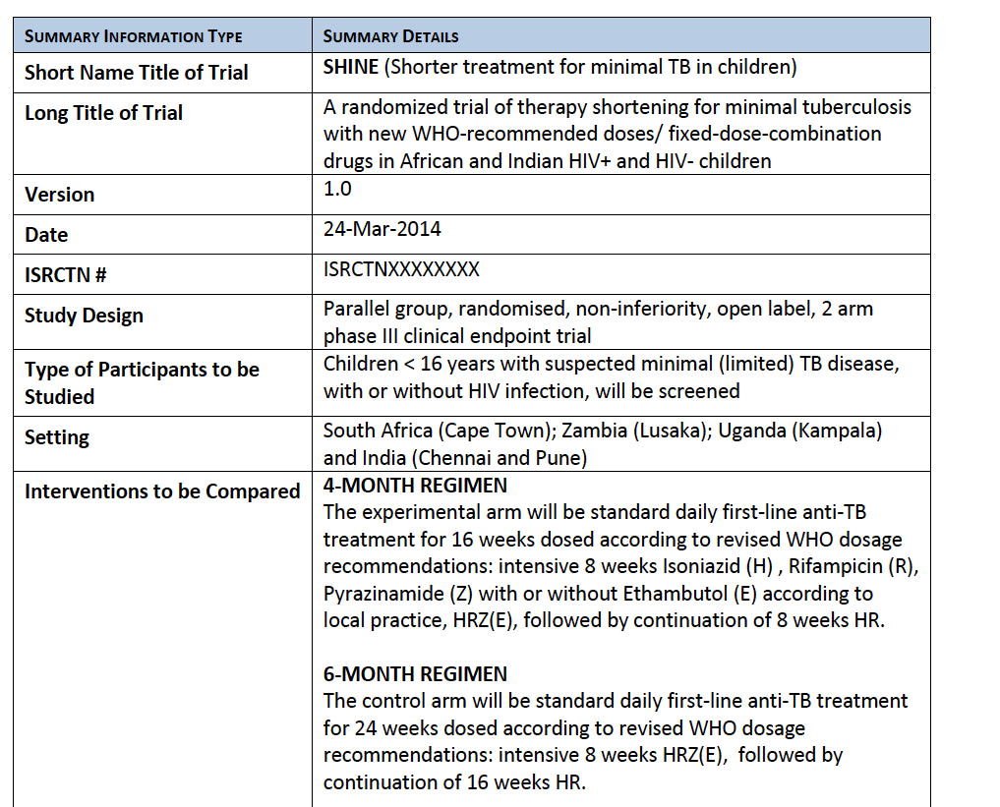 SUMMARY INFORMATION TYPE
SUMMARY DETAILS
Short Name Title of Trial
SHINE (Shorter treatment for minimal TB in children)
Long Title of Trial
A randomized trial of therapy shortening for minimal tuberculosis
with new WHO-recommended doses/ fixed-dose-combination
drugs in African and Indian HIV+ and HIV- children
Version
1.0
Date
24-Mar-2014
ISRCTN #
ISRCTNXXXXXXXX
Study Design
Parallel group, randomised, non-inferiority, open label, 2 arm
phase III clinical endpoint trial
Type of Participants to be
Studied
Children < 16 years with suspected minimal (limited) TB disease,
with or without HIV infection, will be screened
Setting
South Africa (Cape Town); Zambia (Lusaka); Uganda (Kampala)
and India (Chennai and Pune)
Interventions to be Compared
4-MONTH REGIMEN
The experimental arm will be standard daily first-line anti-TB
treatment for 16 weeks dosed according to revised WHO dosage
recommendations: intensive 8 weeks Isoniazid (H) , Rifampicin (R),
Pyrazinamide (Z) with or without Ethambutol (E) according to
local practice, HRZ(E), followed by continuation of 8 weeks HR.
6-MONTH REGIMEN
The control arm will be standard daily first-line anti-TB treatment
for 24 weeks dosed according to revised WHO dosage
recommendations: intensive 8 weeks HRZ(E),  followed by
continuation of 16 weeks HR.